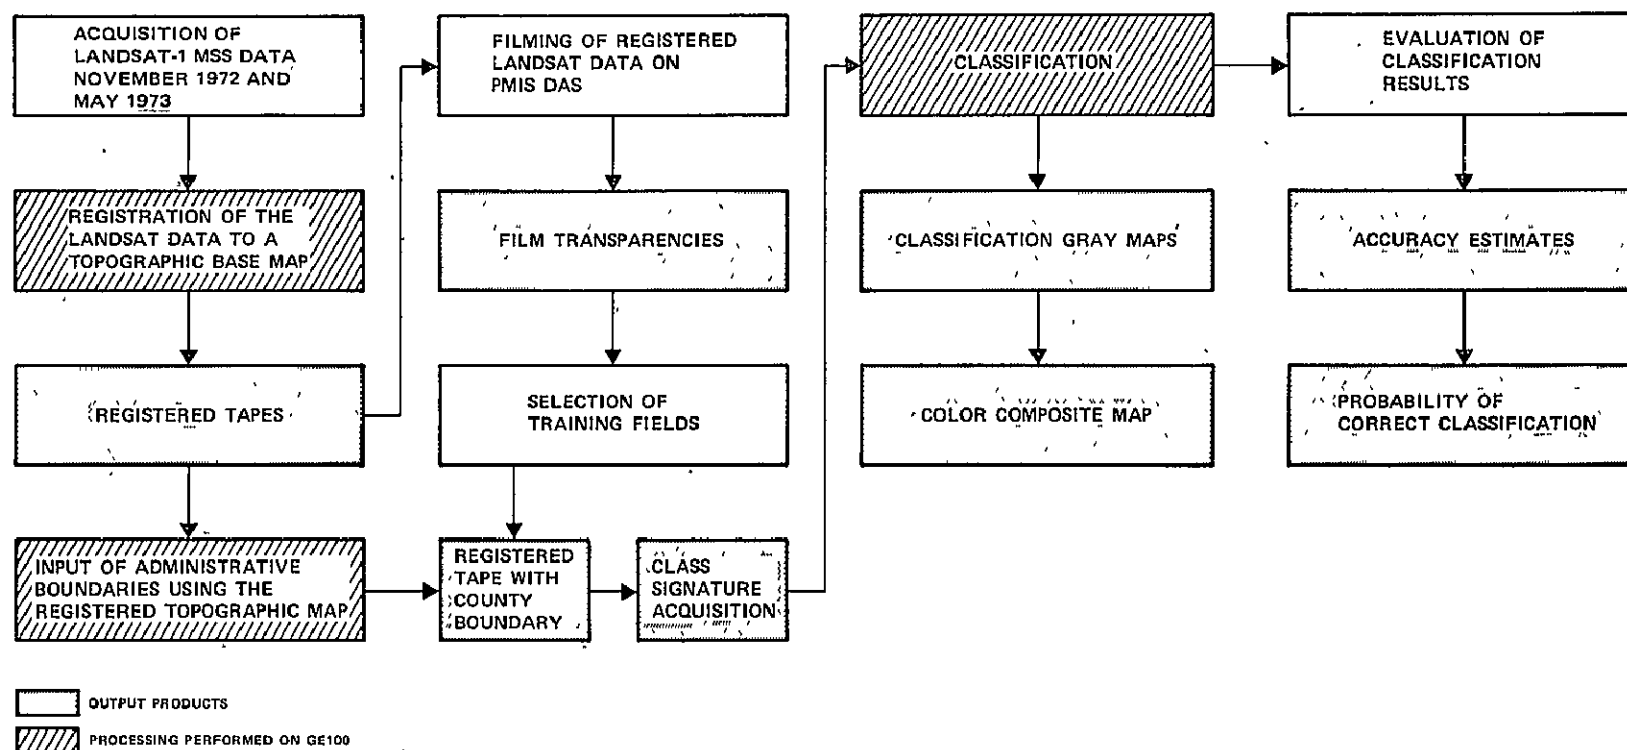 ACQUISITION OF
LANDSAT-1 MSS DATA
NOVEMBER 1972 AND
MAY 1973
REGISTRATION OF THE
LANDSAT DATA TO A
TOPOGRAPHIC BASE MAP
REGISTERED TAPES
INPUT OF ADMINISTRATIVE
BOUNDARIES USING THE
REGISTERED TOPOGRAPHIC MAP
FILMING OF REGISTERED
LANDSAT DATA ON
PMIS DAS
FILM TRANSPARENCIES
SELECTION OF
TRAINING FIELDS
REGISTERED
TAPE WITH
COUNTY
BOUNDARY
CLASS
SIGNATURE
ACQUISITION
CLASSIFICATION
CLASSIFICATION GRAY MAPS
COLOR COMPOSITE MAP
EVALUATION OF
CLASSIFICATION
RESULTS
ACCURACY ESTIMATES
PROBABILITY OF
CORRECT CLASSIFICATION
OUTPUT PRODUCTS
PROCESSING PERFORMED ON GE100